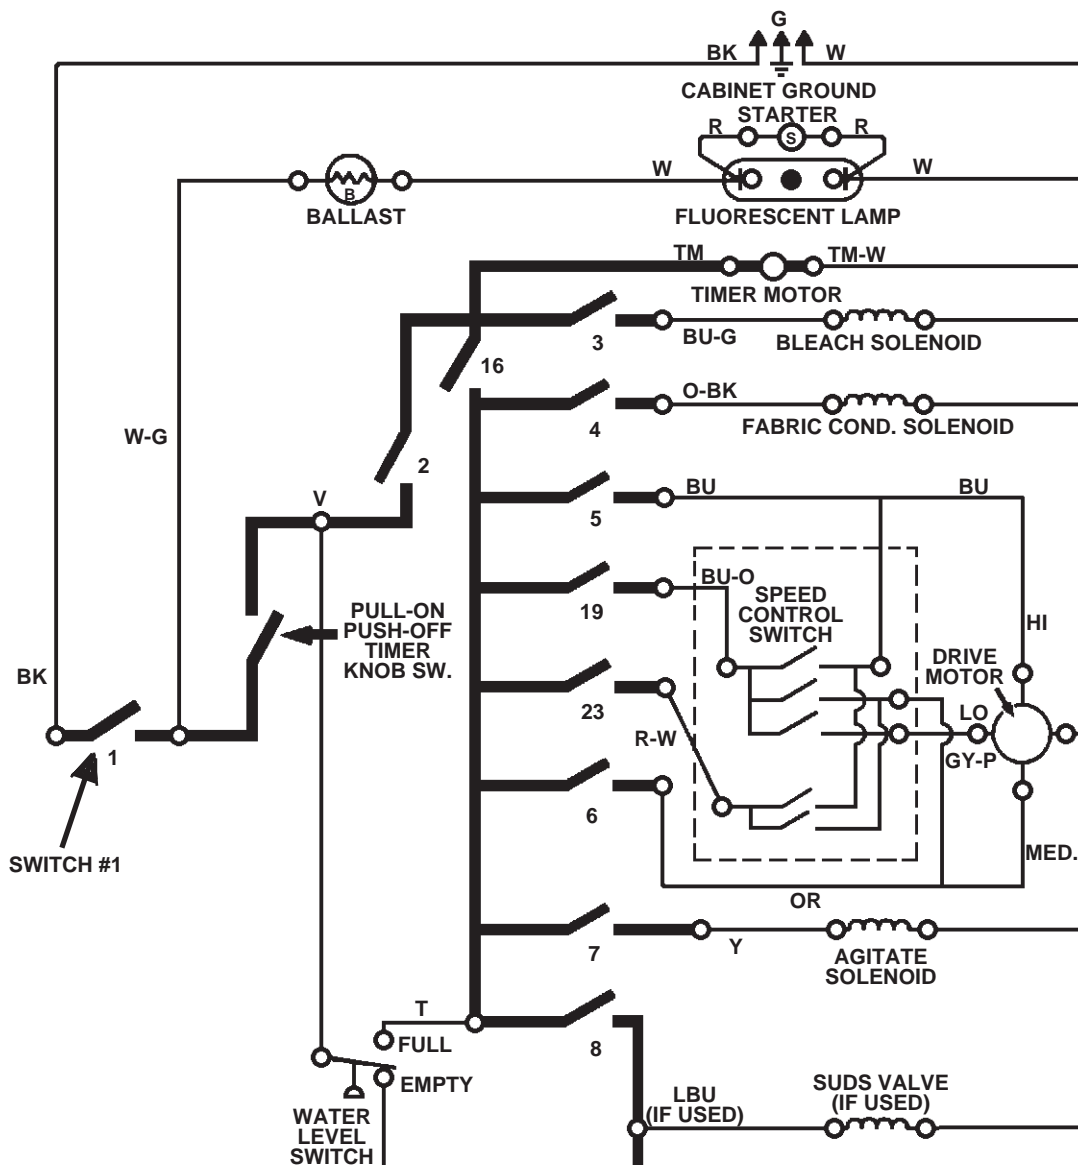 G
BK
W
CABINET GROUND
STARTER
R
S
R
W
W
B
BALLAST
FLUORESCENT LAMP
TM
TM-W
TIMER MOTOR
3
BU-G
BLEACH SOLENOID
16
O-BK
4
FABRIC COND. SOLENOID
W-G
2
V
BU
BU
5
BU-O
SPEED
CONTROL
SWITCH
19
PULL-ON
PUSH-OFF
TIMER
KNOB SW.
HI
DRIVE
MOTOR
BK
23
LO
R-W
GY-P
1
6
SWITCH #1
MED.
OR
7
Y
AGITATE
SOLENOID
T
FULL
8
EMPTY
WATER
LEVEL
SWITCH
LBU
(IF USED)
SUDS VALVE
(IF USED)